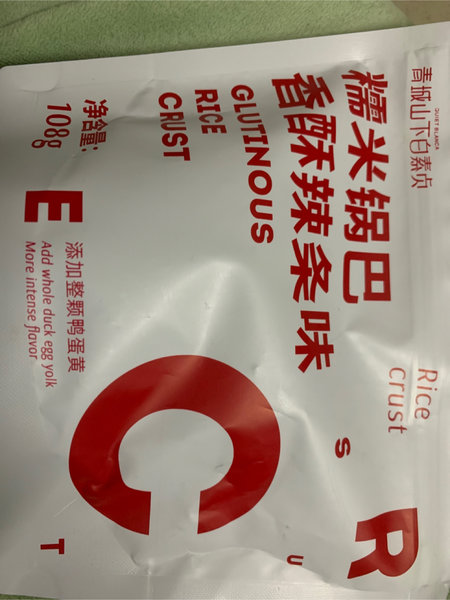 青城山下白素贞
QUIET BLANCA
糯米锅巴
香酥辣条味
GLUTINOUS
RICE
CRUST
净含量:
108g
Rice
crust
E
添加整颗鸭蛋黄
Add whole duck egg yolk
More intense flavor
S
C
R
U
T